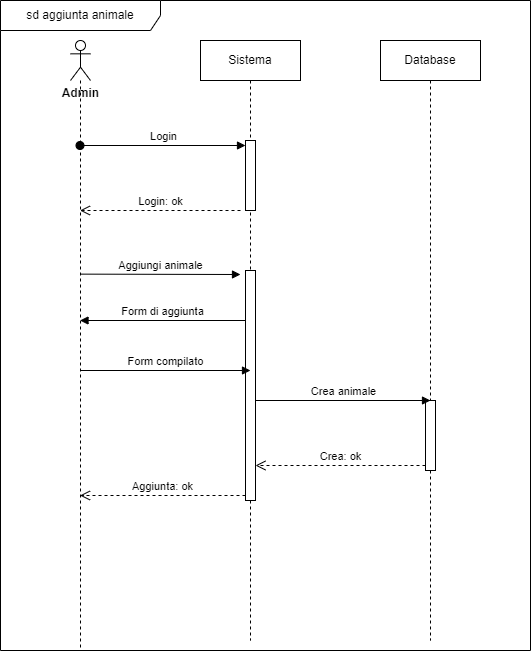 sd aggiunta animale
Sistema
Database
Admin
Login
Login: ok
Aggiungi animale
Form di aggiunta
Form compilato
Crea animale
Crea: ok
Aggiunta: ok